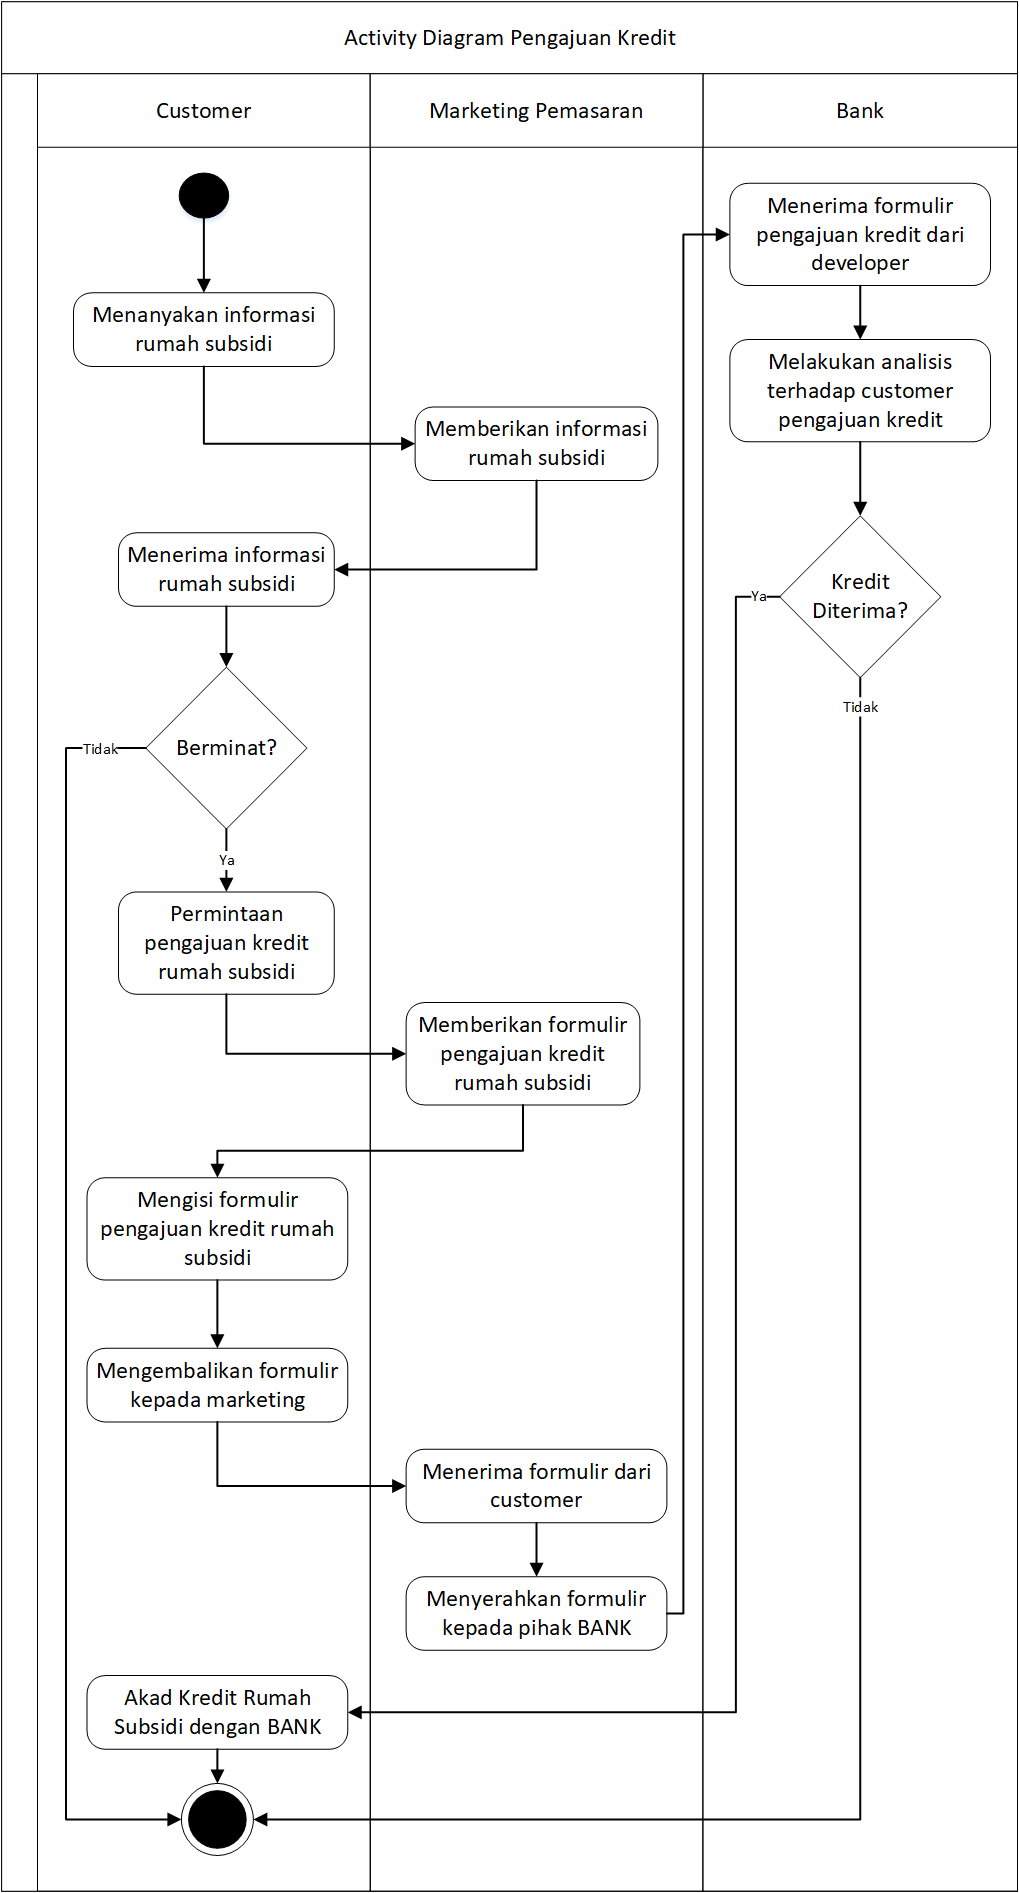 Activity Diagram Pengajuan Kredit
Customer
Marketing Pemasaran
Bank
Menanyakan informasi
rumah subsidi
Memberikan informasi
rumah subsidi
Menerima informasi
rumah subsidi
Berminat?
Tidak
Ya
Permintaan
pengajuan kredit
rumah subsidi
Memberikan formulir
pengajuan kredit
rumah subsidi
Mengisi formulir
pengajuan kredit rumah
subsidi
Mengembalikan formulir
kepada marketing
Menerima formulir dari
customer
Menyerahkan formulir
kepada pihak BANK
Menerima formulir
pengajuan kredit dari
developer
Melakukan analisis
terhadap customer
pengajuan kredit
Kredit
Diterima?
Ya
Tidak
Akad Kredit Rumah
Subsidi dengan BANK